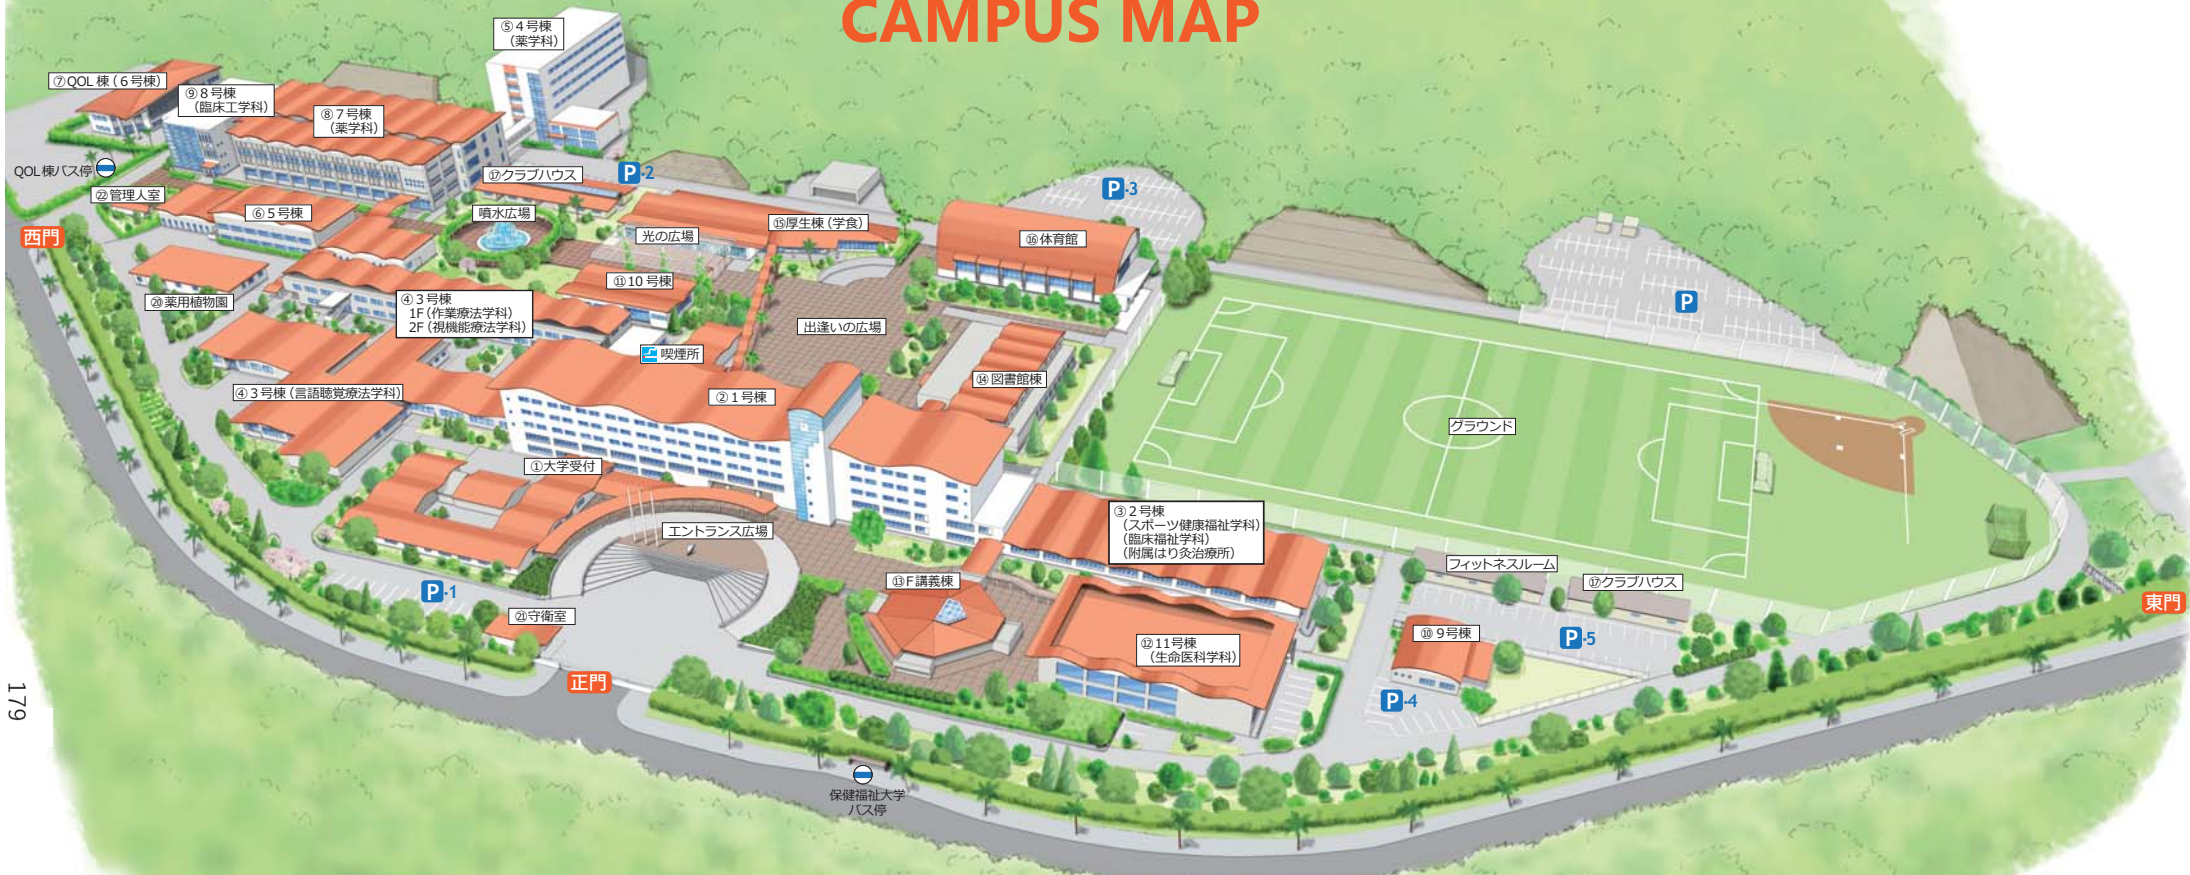 CAMPUS MAP
⑤4号棟
（薬学科）
⑦QOL棟（6号棟）
⑨8号棟
（臨床工学科）
⑧7号棟
（薬学科）
QOL棟バス停
⑰クラブハウス
P-2
P-3
㉒管理人室
⑥5号棟
噴水広場
⑮厚生棟（学食）
光の広場
⑯体育館
西門
⑪10号棟
⑳薬用植物園
④3号棟
1F（作業療法学科）
2F（視機能療法学科）
P
出逢いの広場
喫煙所
⑭図書館棟
④3号棟（言語聴覚療法学科）
②1号棟
グラウンド
①大学受付
エントランス広場
③2号棟
（スポーツ健康福祉学科）
（臨床福祉学科）
（附属はり灸治療所）
フィットネスルーム
⑰クラブハウス
⑬F講義棟
P-1
㉑守衛室
東門
⑩9号棟
P-5
⑫11号棟
（生命医科学科）
正門
P-4
179
保健福祉大学
バス停